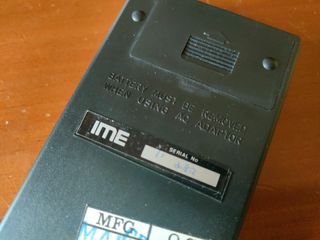 BATTERY MUST BE REMOVED
WHEN USING AC ADAPTOR
IME
SERIAL No
MFG